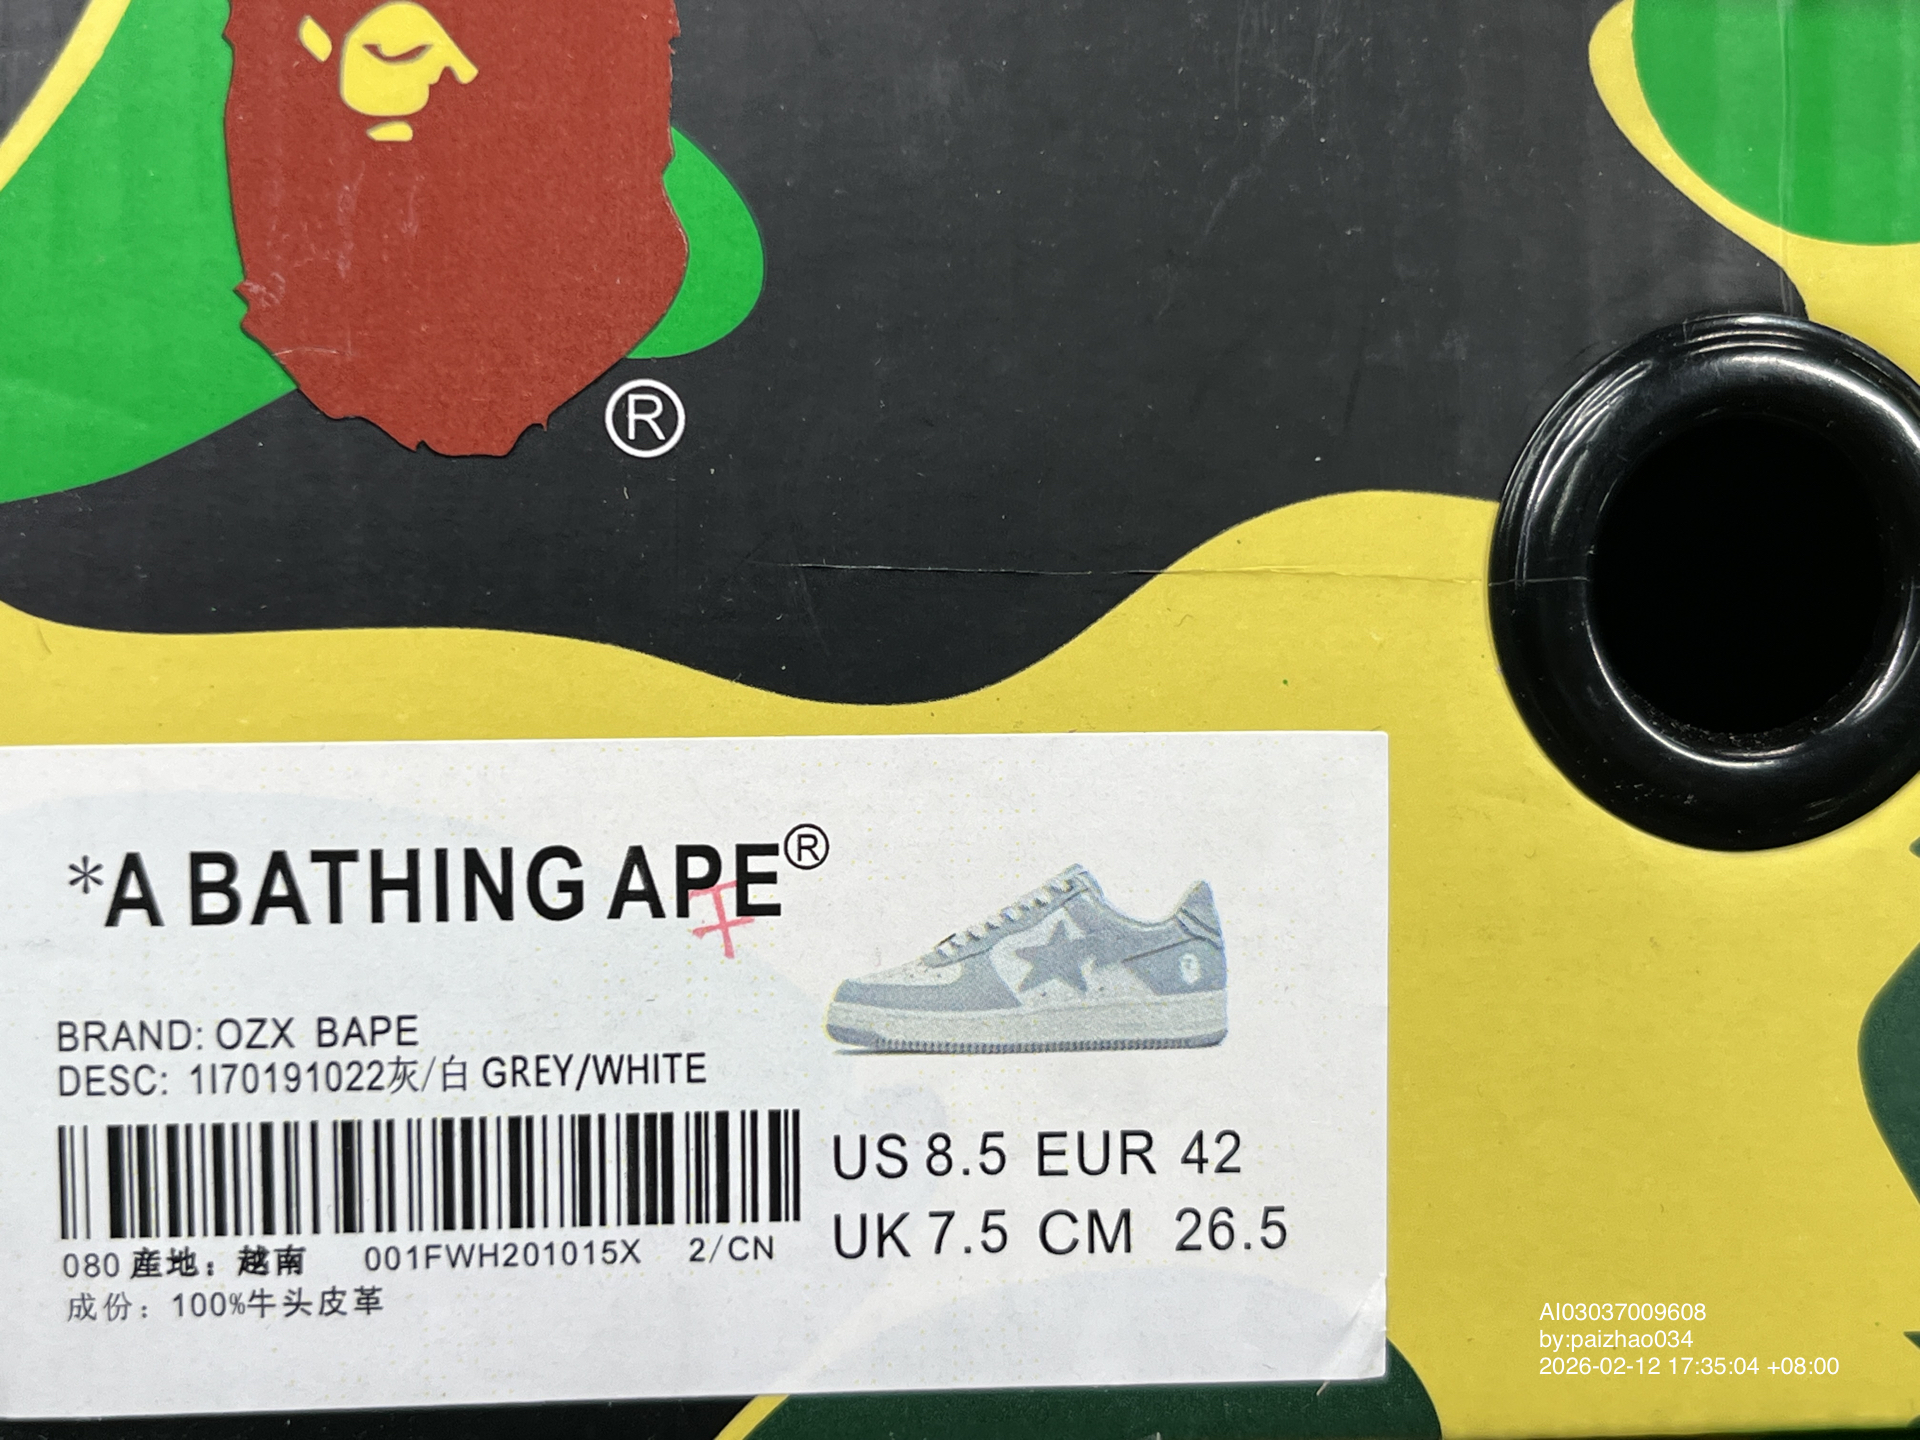 ®
*A BATHING APE®
BRAND: OZX BAPE
DESC: 1I70191022灰/白 GREY/WHITE
US 8.5 EUR 42
UK 7.5 CM 26.5
080 産地：越南 001FWH201015X 2/CN
成份：100%牛头皮革
AI03037009608
by:paizhao034
2026-02-12 17:35:04 +08:00